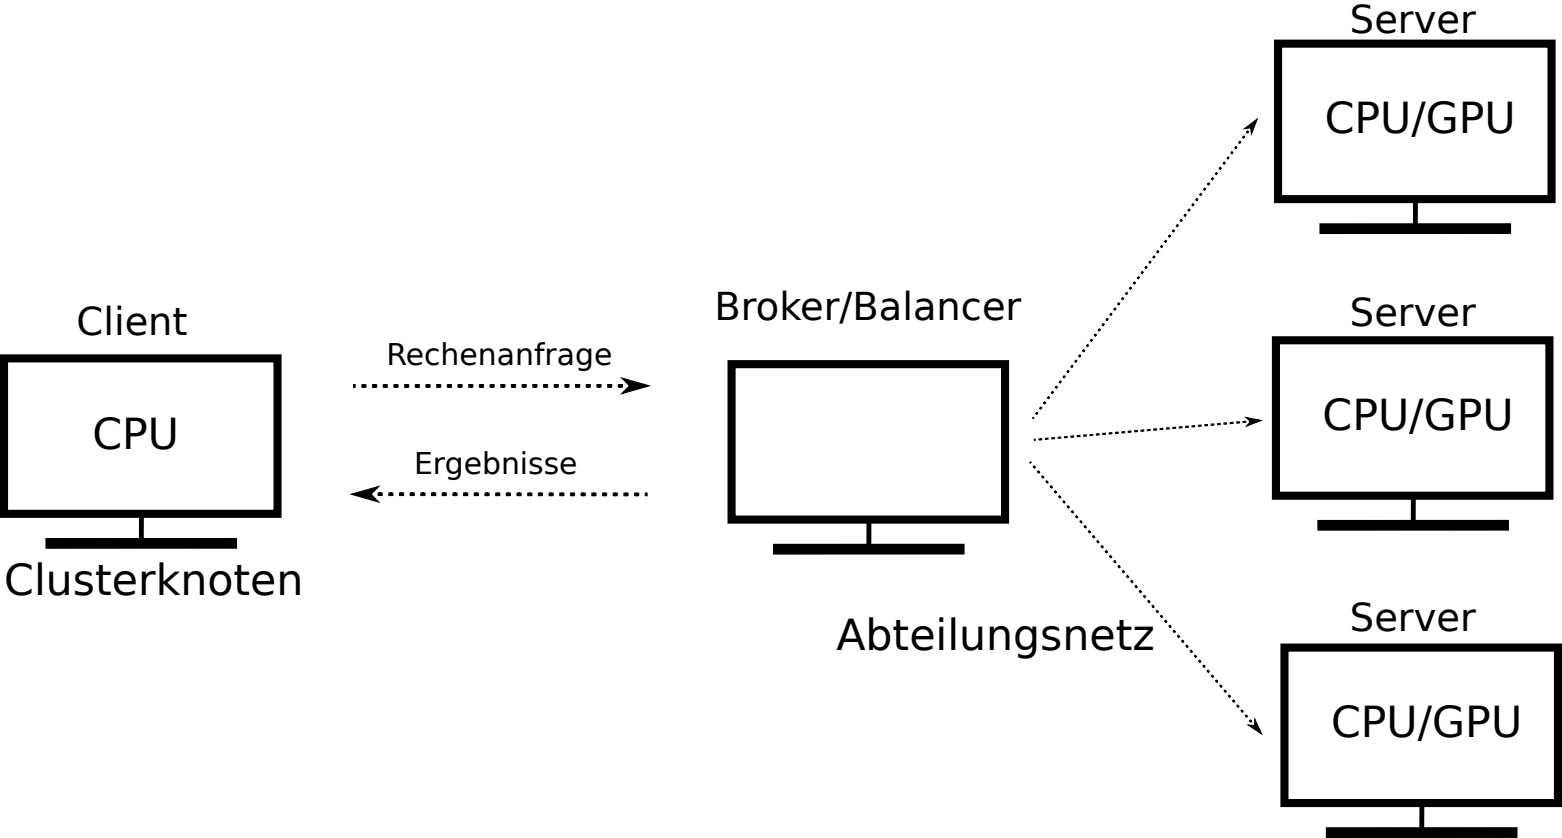 Client
CPU
Clusterknoten
Rechenanfrage
Ergebnisse
Broker/Balancer
Abteilungsnetz
Server
CPU/GPU
Server
CPU/GPU
Server
CPU/GPU